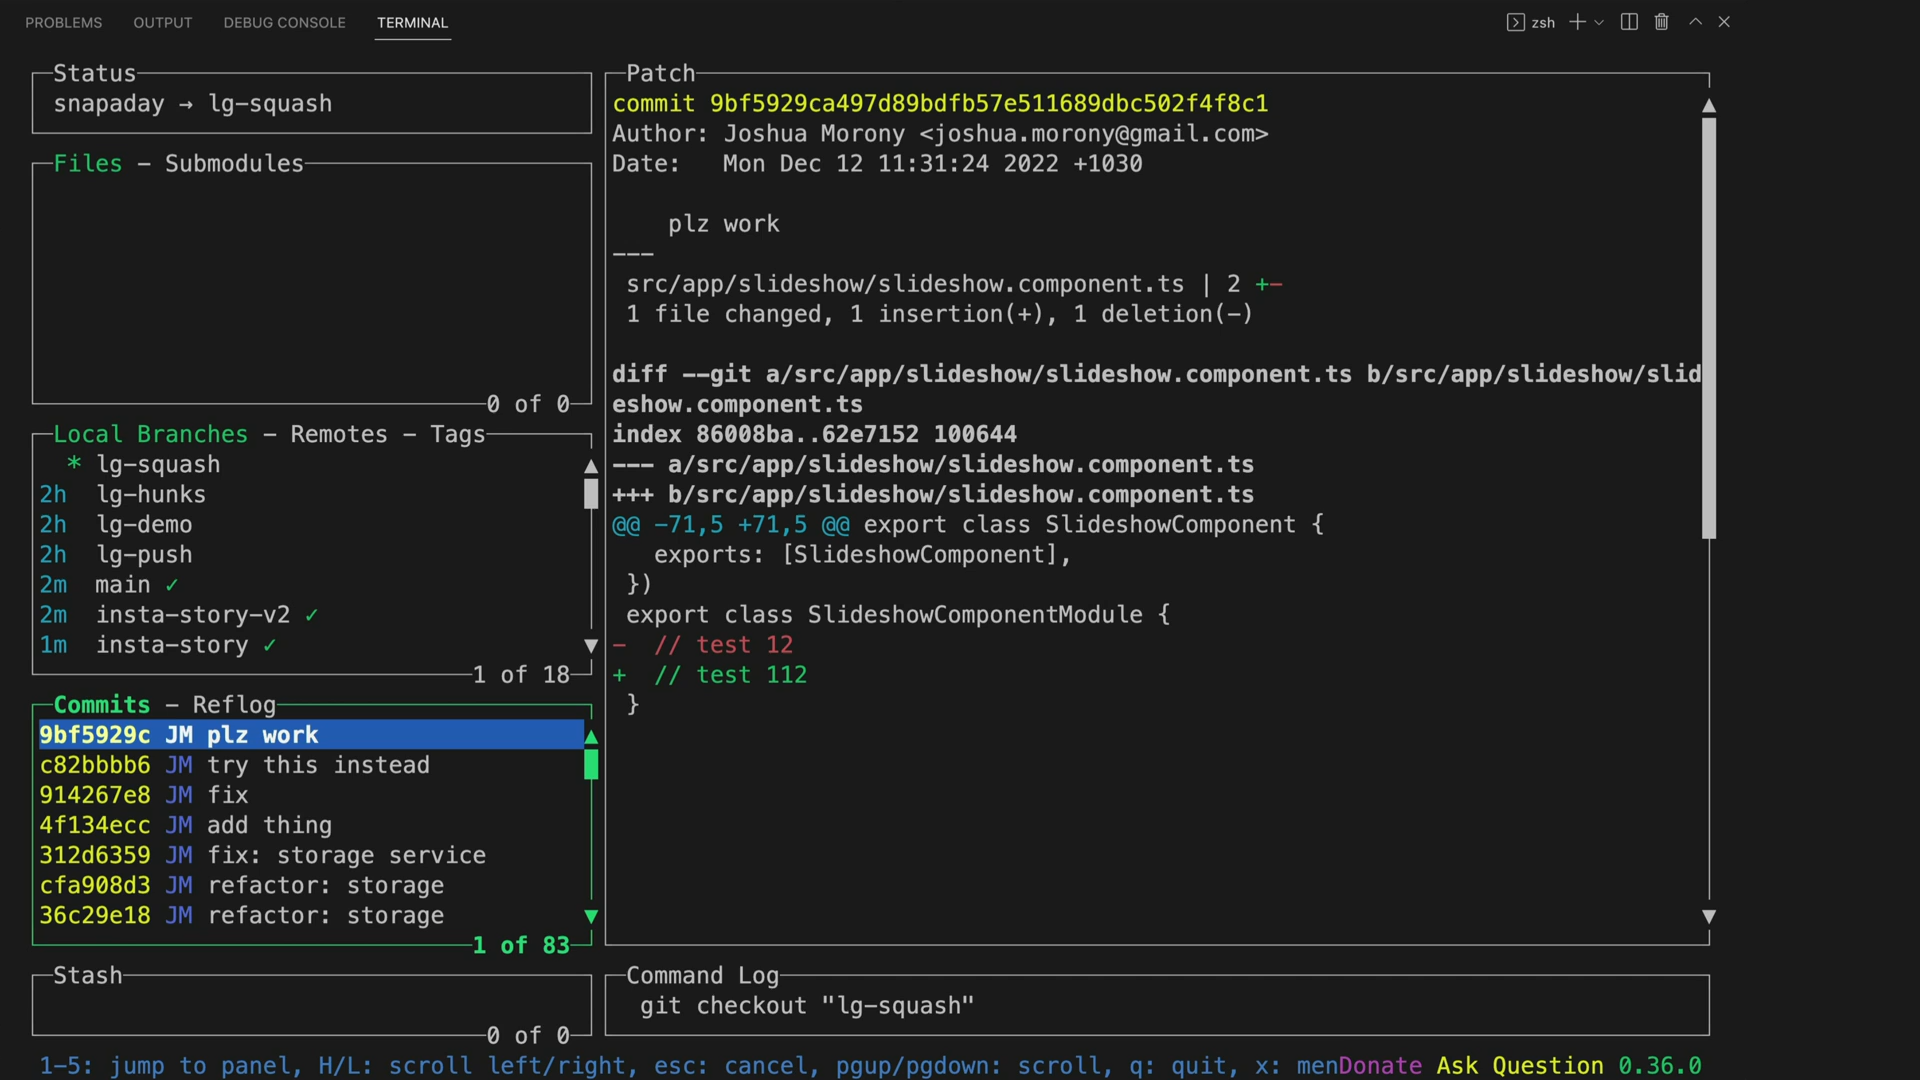 PROBLEMS OUTPUT DEBUG CONSOLE TERMINAL zsh
Status
snapaday → lg-squash
Files - Submodules
0 of 0
Local Branches - Remotes - Tags
* lg-squash
2h lg-hunks
2h lg-demo
2h lg-push
2m main ✓
2m insta-story-v2 ✓
1m insta-story ✓
1 of 18
Commits - Reflog
9bf5929c JM plz work
c82bbbb6 JM try this instead
914267e8 JM fix
4f134ecc JM add thing
312d6359 JM fix: storage service
cfa908d3 JM refactor: storage
36c29e18 JM refactor: storage
1 of 83
Stash
0 of 0
Patch
commit 9bf5929ca497d89bdfb57e511689dbc502f4f8c1
Author: Joshua Morony <joshua.morony@gmail.com>
Date:   Mon Dec 12 11:31:24 2022 +1030
plz work
---
src/app/slideshow/slideshow.component.ts | 2 +-
1 file changed, 1 insertion(+), 1 deletion(-)
diff --git a/src/app/slideshow/slideshow.component.ts b/src/app/slideshow/slid
eshow.component.ts
index 86008ba..62e7152 100644
--- a/src/app/slideshow/slideshow.component.ts
+++ b/src/app/slideshow/slideshow.component.ts
@@ -71,5 +71,5 @@ export class SlideshowComponent {
exports: [SlideshowComponent],
})
export class SlideshowComponentModule {
-  // test 12
+  // test 112
}
Command Log
git checkout "lg-squash"
1-5: jump to panel, H/L: scroll left/right, esc: cancel, pgup/pgdown: scroll, q: quit, x: menDonate Ask Question 0.36.0